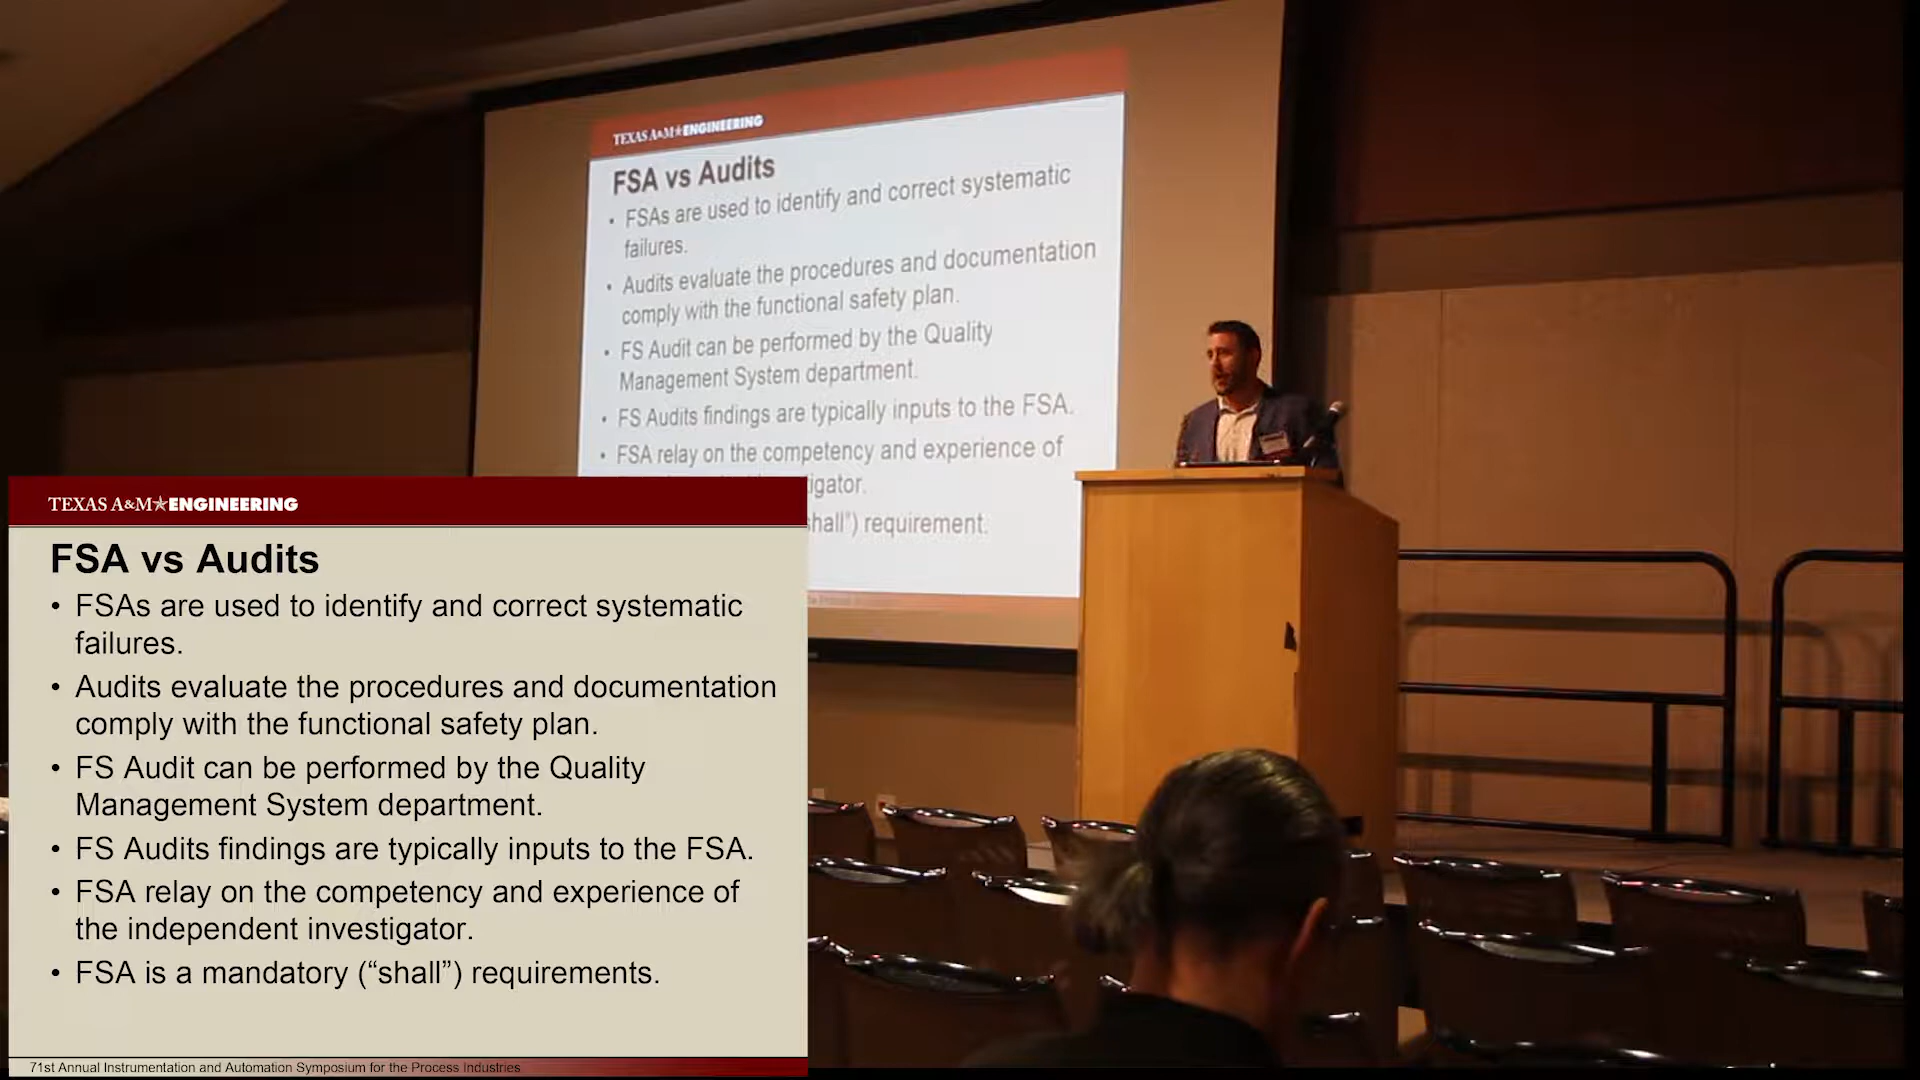 TEXAS A&M★ENGINEERING
FSA vs Audits
• FSAs are used to identify and correct systematic
failures.
• Audits evaluate the procedures and documentation
comply with the functional safety plan.
• FS Audit can be performed by the Quality
Management System department.
• FS Audits findings are typically inputs to the FSA.
• FSA relay on the competency and experience of
igator.
hall”) requirement.
TEXAS A&M★ENGINEERING
FSA vs Audits
• FSAs are used to identify and correct systematic
failures.
• Audits evaluate the procedures and documentation
comply with the functional safety plan.
• FS Audit can be performed by the Quality
Management System department.
• FS Audits findings are typically inputs to the FSA.
• FSA relay on the competency and experience of
the independent investigator.
• FSA is a mandatory (“shall”) requirements.
71st Annual Instrumentation and Automation Symposium for the Process Industries